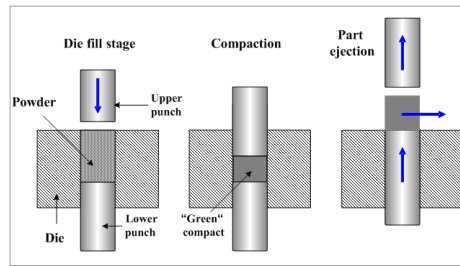 Die fill stage
Compaction
Part
ejection
Upper
punch
Powder
Lower
punch
Die
"Green"
compact